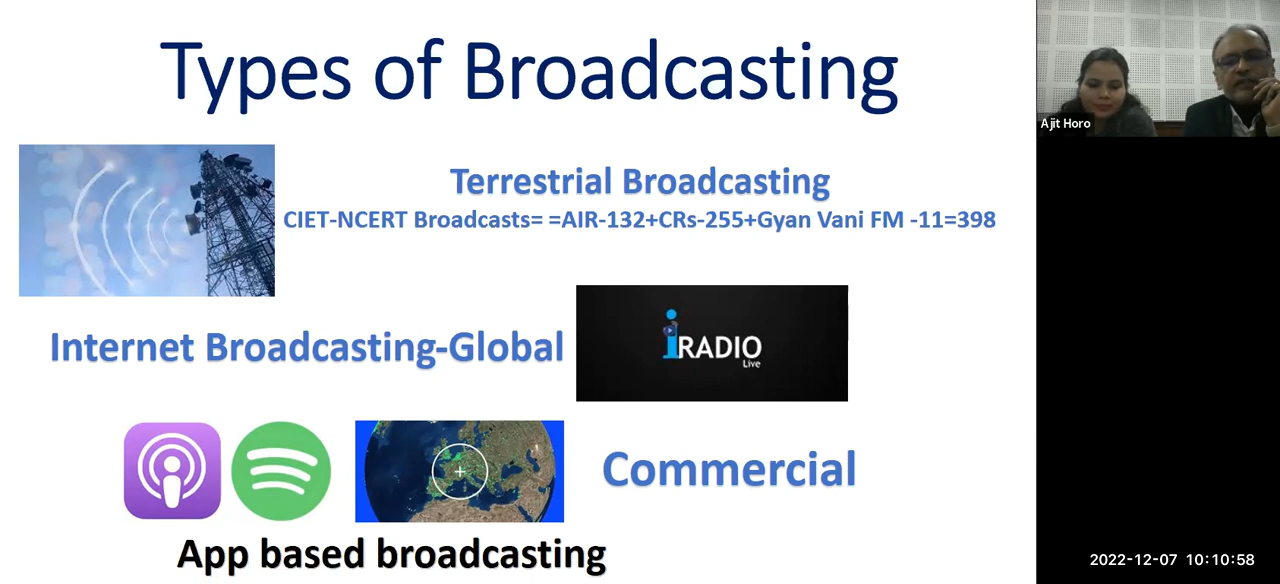 Types of Broadcasting
Ajit Horo
Terrestrial Broadcasting
CIET-NCERT Broadcasts= =AIR-132+CRs-255+Gyan Vani FM -11=398
Internet Broadcasting-Global
iRADIO
Live
Commercial
App based broadcasting
2022-12-07 10:10:58